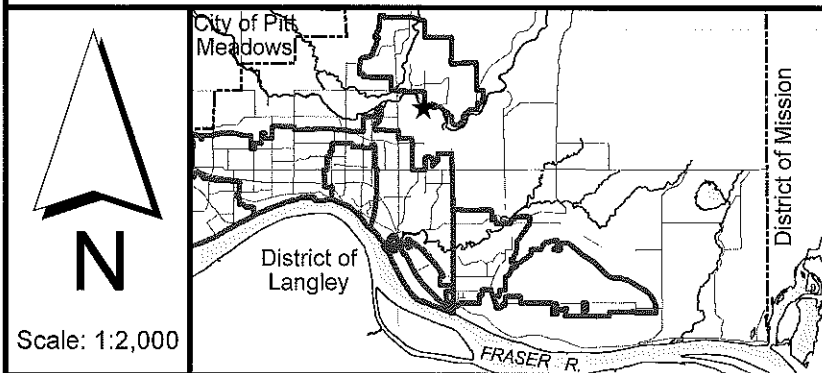 City of Pitt
Meadows
N
Scale: 1:2,000
District of
Langley
FRASER R.
District of Mission